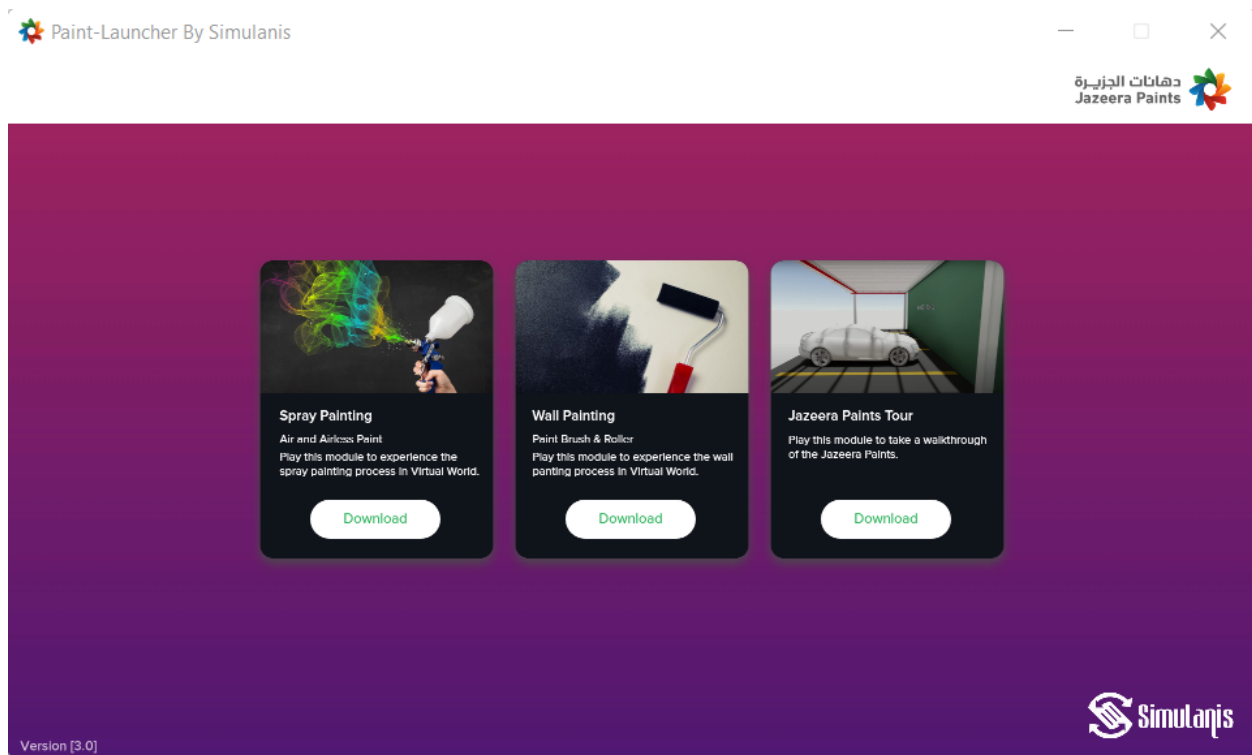 Paint-Launcher By Simulanis
دهانات الجزيـرة
Jazeera Paints
Spray Painting
Air and Airless Paint
Play this module to experience the
spray painting process in Virtual World.
Download
Wall Painting
Paint Brush & Roller
Play this module to experience the wall
panting process in Virtual World.
Download
Jazeera Paints Tour
Play this module to take a walkthrough
of the Jazeera Paints.
Download
Simulanis
Version [3.0]